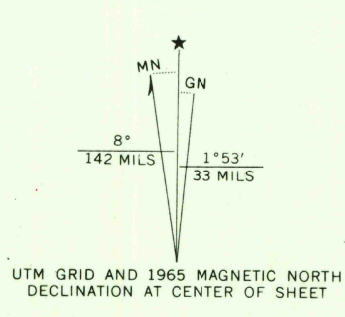 ★
MN
GN
8°
142 MILS
1°53′
33 MILS
UTM GRID AND 1965 MAGNETIC NORTH
DECLINATION AT CENTER OF SHEET